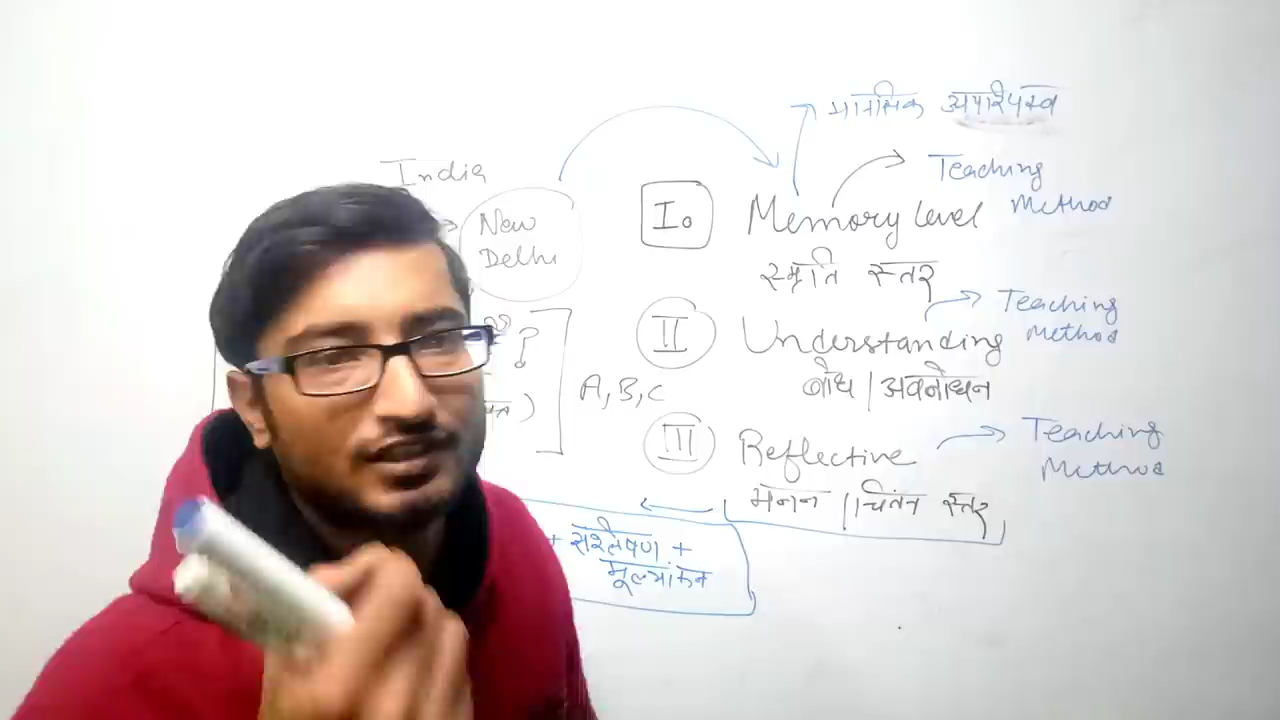 मानसिक अपरिपक्व
India
New
Delhi
I.
Memory level
Teaching
Method
स्मृति स्तर
II
Understanding
Teaching
Method
बोध / अवबोधन
?
)
A, B, C
III
Reflective
Teaching
Method
मनन / चिंतन स्तर
+ संश्लेषण +
मूल्यांकन